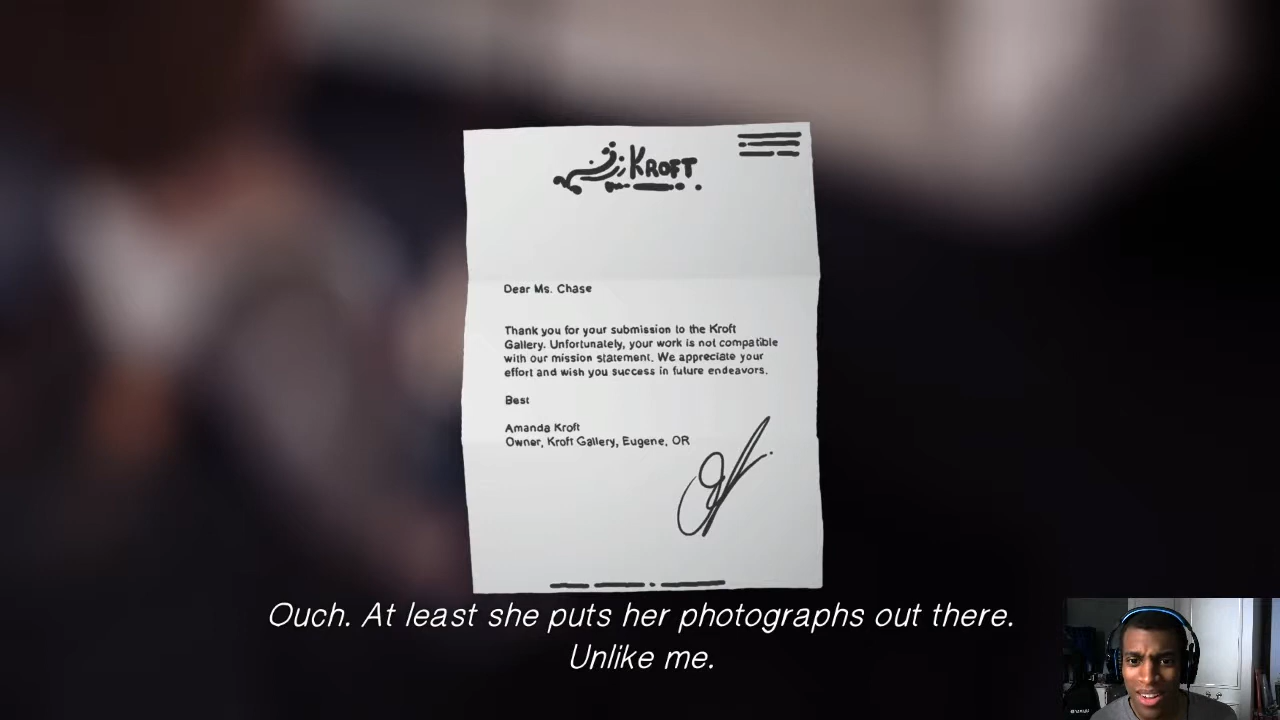 KROFT
Dear Ms. Chase
Thank you for your submission to the Kroft
Gallery. Unfortunately, your work is not compatible
with our mission statement. We appreciate your
effort and wish you success in future endeavors.
Best
Amanda Kroft
Owner, Kroft Gallery, Eugene, OR
Ouch. At least she puts her photographs out there.
Unlike me.